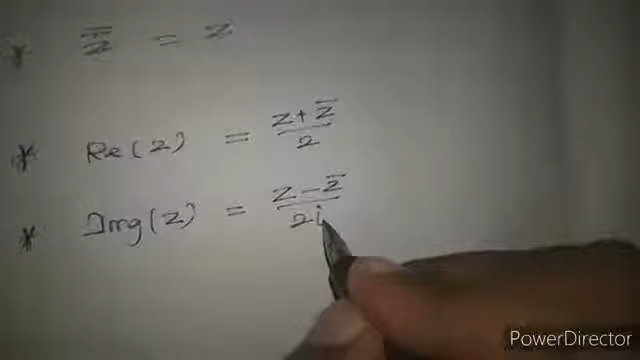 * z̿ = z
* Re(z) = z + z̅ / 2
* Img(z) = z - z̅ / 2i
PowerDirector